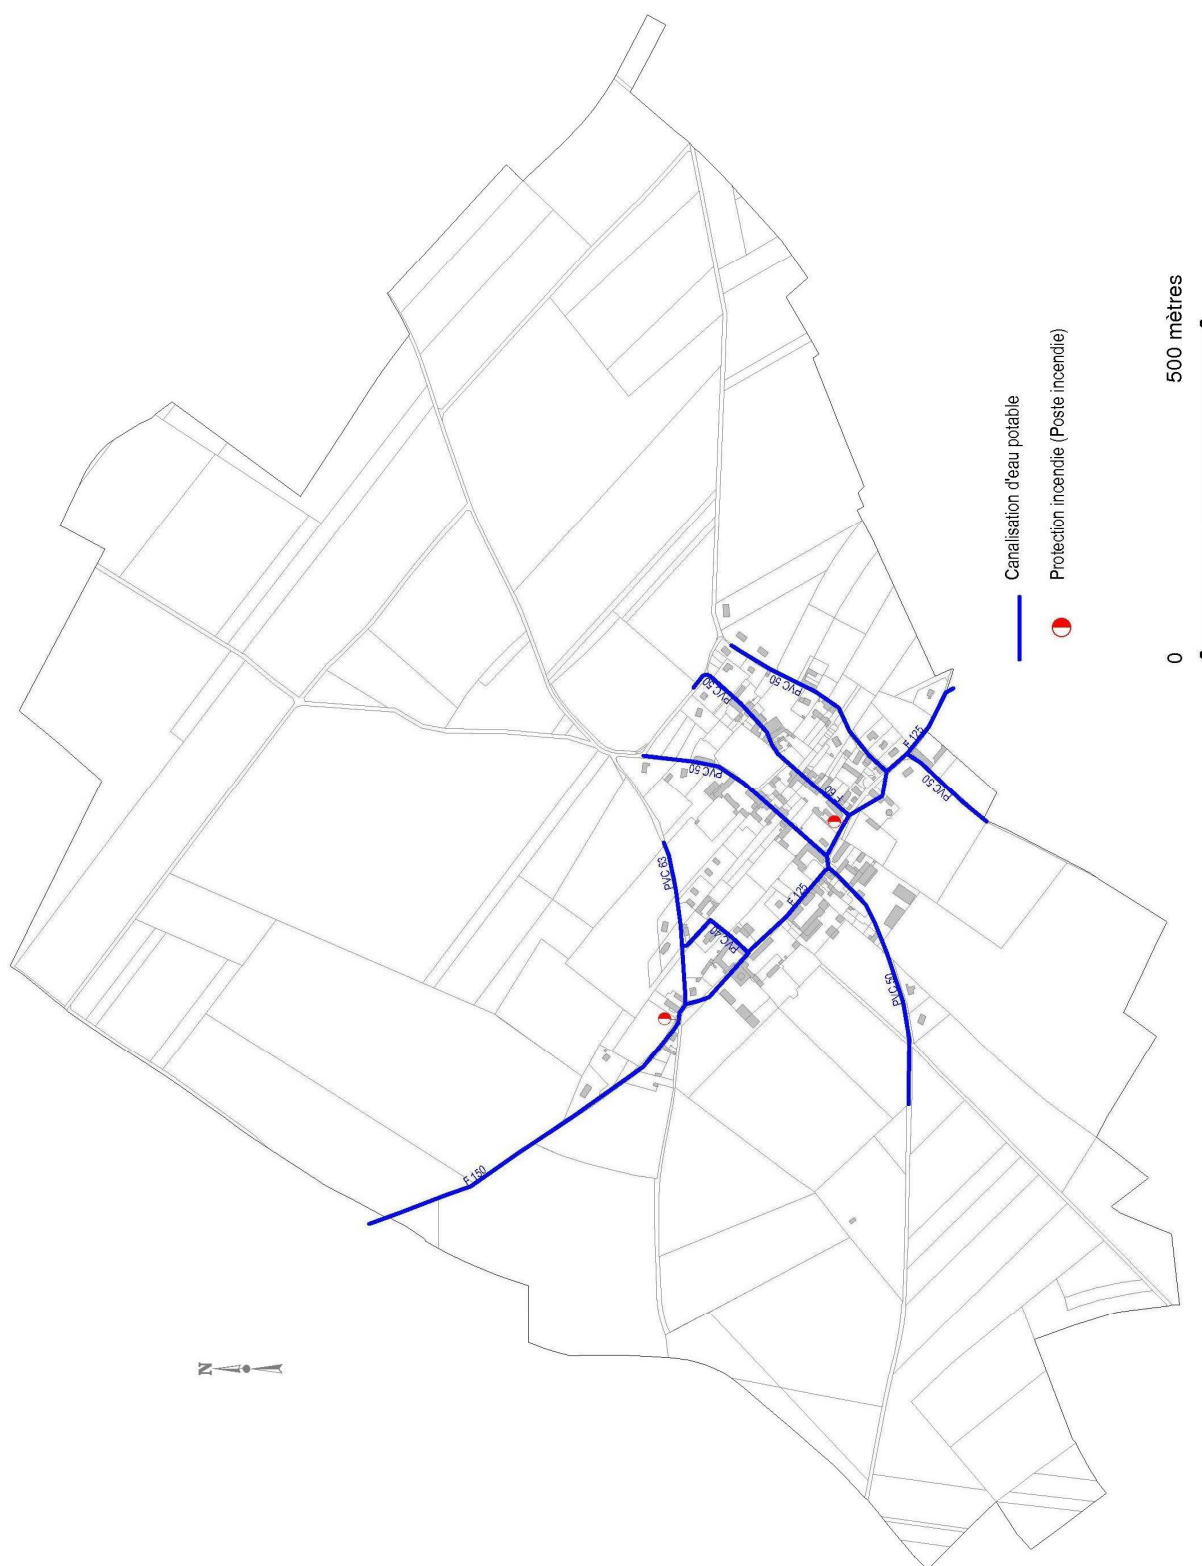 N
F 150
PVC 63
PVC 40
F 125
PVC 50
PVC 50
F 60
PVC 50
PVC 50
F 125
PVC 50
Canalisation d'eau potable
Protection incendie (Poste incendie)
0
500 mètres